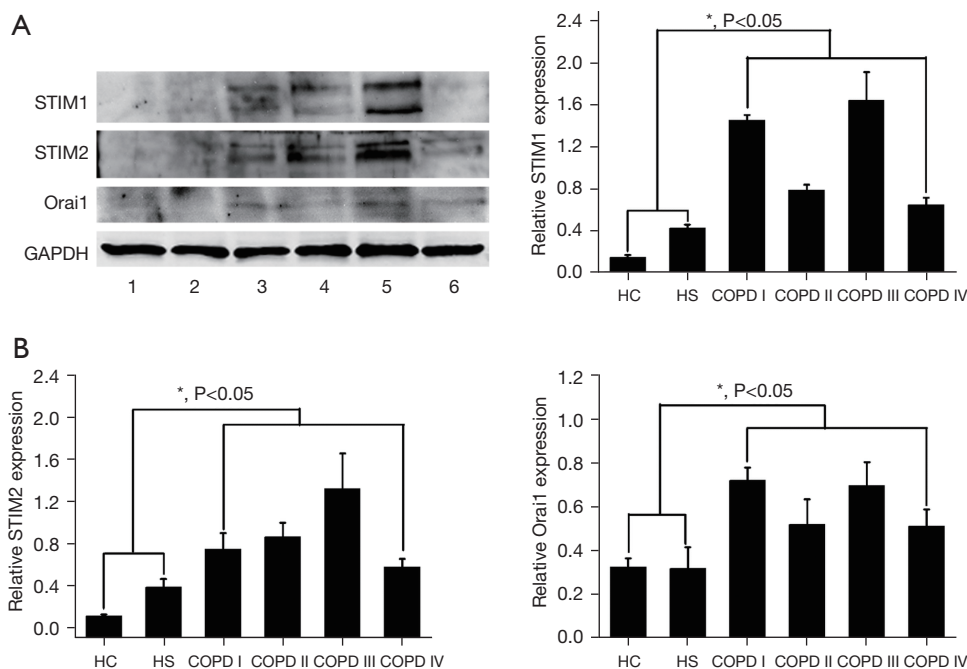 A
STIM1
STIM2
Orai1
GAPDH
1 2 3 4 5 6
Relative STIM1 expression
2.4
2.0
1.6
1.2
0.8
0.4
0.0
*, P<0.05
HC HS COPD I COPD II COPD III COPD IV
B
Relative STIM2 expression
2.4
2.0
1.6
1.2
0.8
0.4
0.0
*, P<0.05
HC HS COPD I COPD II COPD III COPD IV
Relative Orai1 expression
1.2
1.0
0.8
0.6
0.4
0.2
0.0
*, P<0.05
HC HS COPD I COPD II COPD III COPD IV